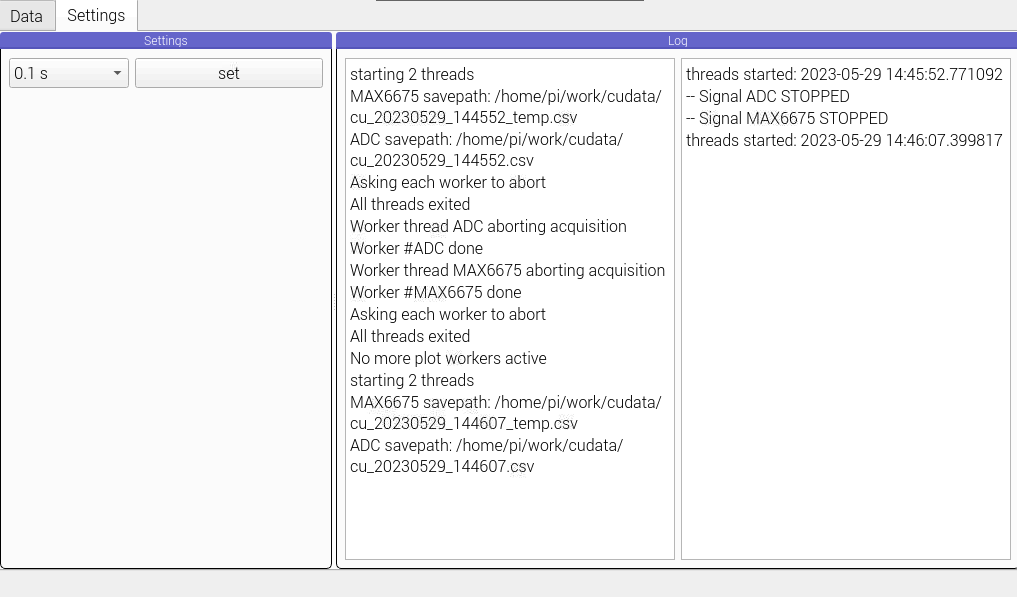 Data
Settings
Settings
Log
0.1 s
set
starting 2 threads
MAX6675 savepath: /home/pi/work/cudata/
cu_20230529_144552_temp.csv
ADC savepath: /home/pi/work/cudata/
cu_20230529_144552.csv
Asking each worker to abort
All threads exited
Worker thread ADC aborting acquisition
Worker #ADC done
Worker thread MAX6675 aborting acquisition
Worker #MAX6675 done
Asking each worker to abort
All threads exited
No more plot workers active
starting 2 threads
MAX6675 savepath: /home/pi/work/cudata/
cu_20230529_144607_temp.csv
ADC savepath: /home/pi/work/cudata/
cu_20230529_144607.csv
threads started: 2023-05-29 14:45:52.771092
-- Signal ADC STOPPED
-- Signal MAX6675 STOPPED
threads started: 2023-05-29 14:46:07.399817